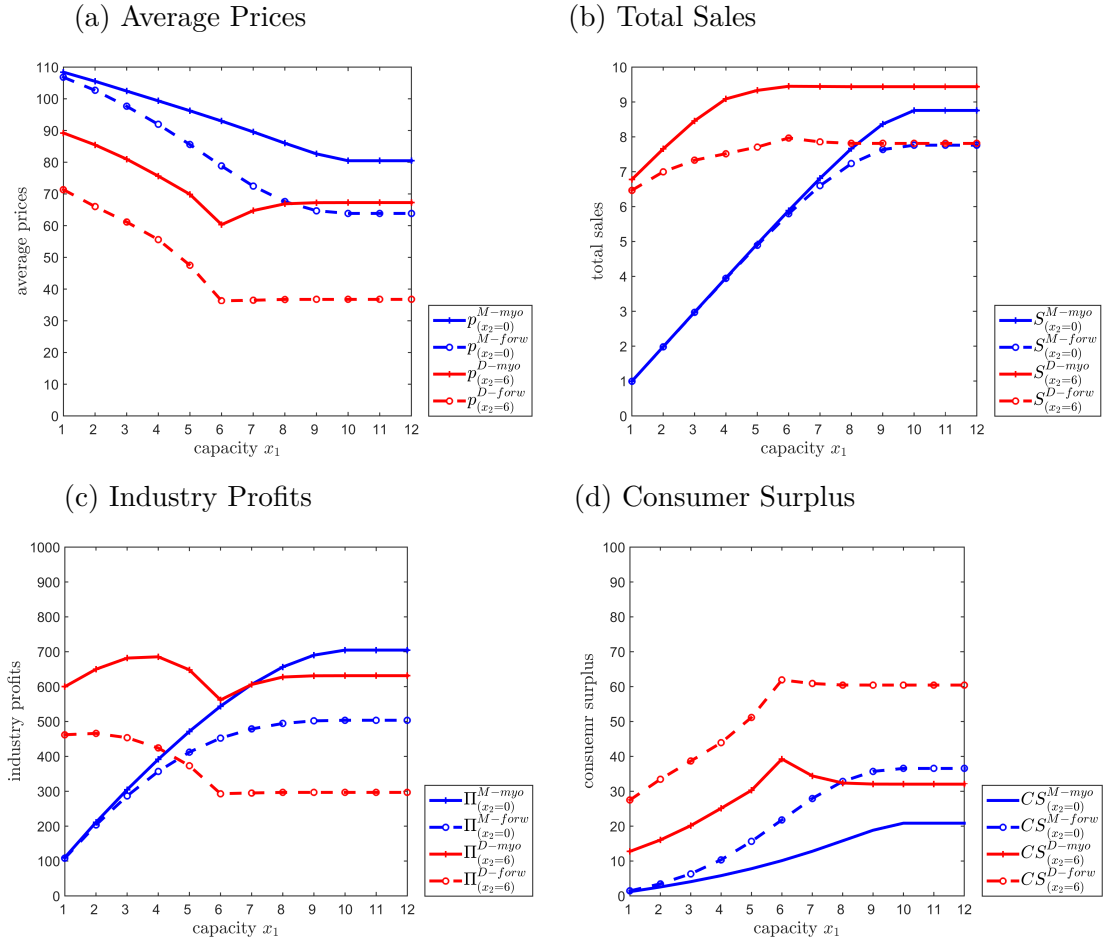 (a) Average Prices
110
100
90
80
70
60
50
40
30
20
10
0
average prices
1 2 3 4 5 6 7 8 9 10 11 12
capacity x₁
p^{M−myo}_{(x₂=0)}
p^{M−forw}_{(x₂=0)}
p^{D−myo}_{(x₂=6)}
p^{D−forw}_{(x₂=6)}
(b) Total Sales
10
9
8
7
6
5
4
3
2
1
0
total sales
1 2 3 4 5 6 7 8 9 10 11 12
capacity x₁
S^{M−myo}_{(x₂=0)}
S^{M−forw}_{(x₂=0)}
S^{D−myo}_{(x₂=6)}
S^{D−forw}_{(x₂=6)}
(c) Industry Profits
1000
900
800
700
600
500
400
300
200
100
0
industry profits
1 2 3 4 5 6 7 8 9 10 11 12
capacity x₁
Π^{M−myo}_{(x₂=0)}
Π^{M−forw}_{(x₂=0)}
Π^{D−myo}_{(x₂=6)}
Π^{D−forw}_{(x₂=6)}
(d) Consumer Surplus
100
90
80
70
60
50
40
30
20
10
0
consuemr surplus
1 2 3 4 5 6 7 8 9 10 11 12
capacity x₁
CS^{M−myo}_{(x₂=0)}
CS^{M−forw}_{(x₂=0)}
CS^{D−myo}_{(x₂=6)}
CS^{D−forw}_{(x₂=6)}